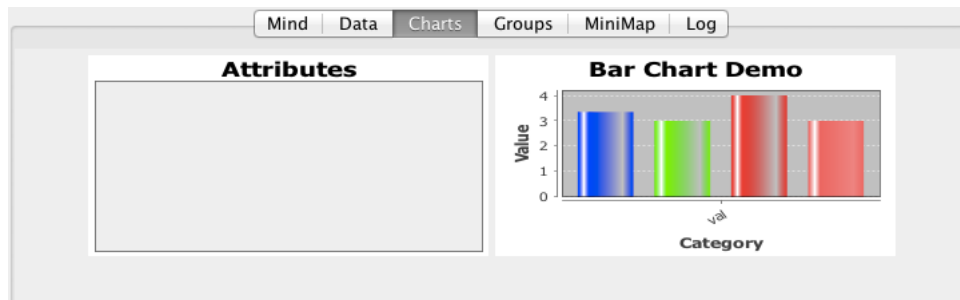 Mind Data Charts Groups MiniMap Log
Attributes
Bar Chart Demo
4
3
2
1
0
Value
val
Category